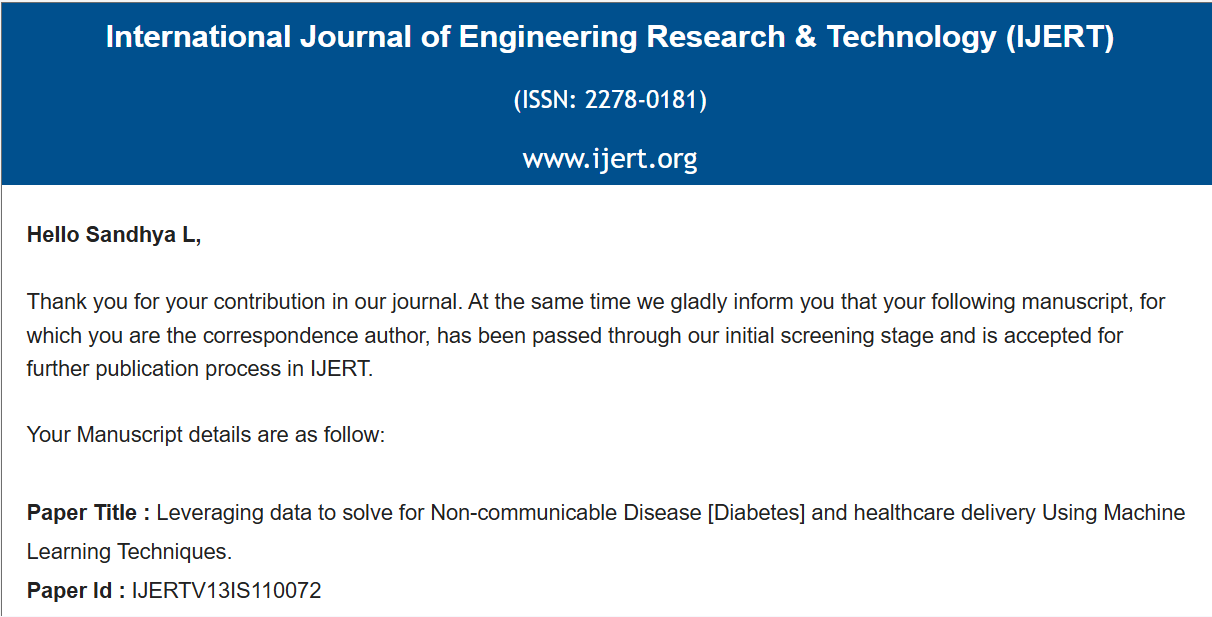 International Journal of Engineering Research & Technology (IJERT)
(ISSN: 2278-0181)
www.ijert.org
Hello Sandhya L,
Thank you for your contribution in our journal. At the same time we gladly inform you that your following manuscript, for
which you are the correspondence author, has been passed through our initial screening stage and is accepted for
further publication process in IJERT.
Your Manuscript details are as follow:
Paper Title : Leveraging data to solve for Non-communicable Disease [Diabetes] and healthcare delivery Using Machine
Learning Techniques.
Paper Id : IJERTV13IS110072